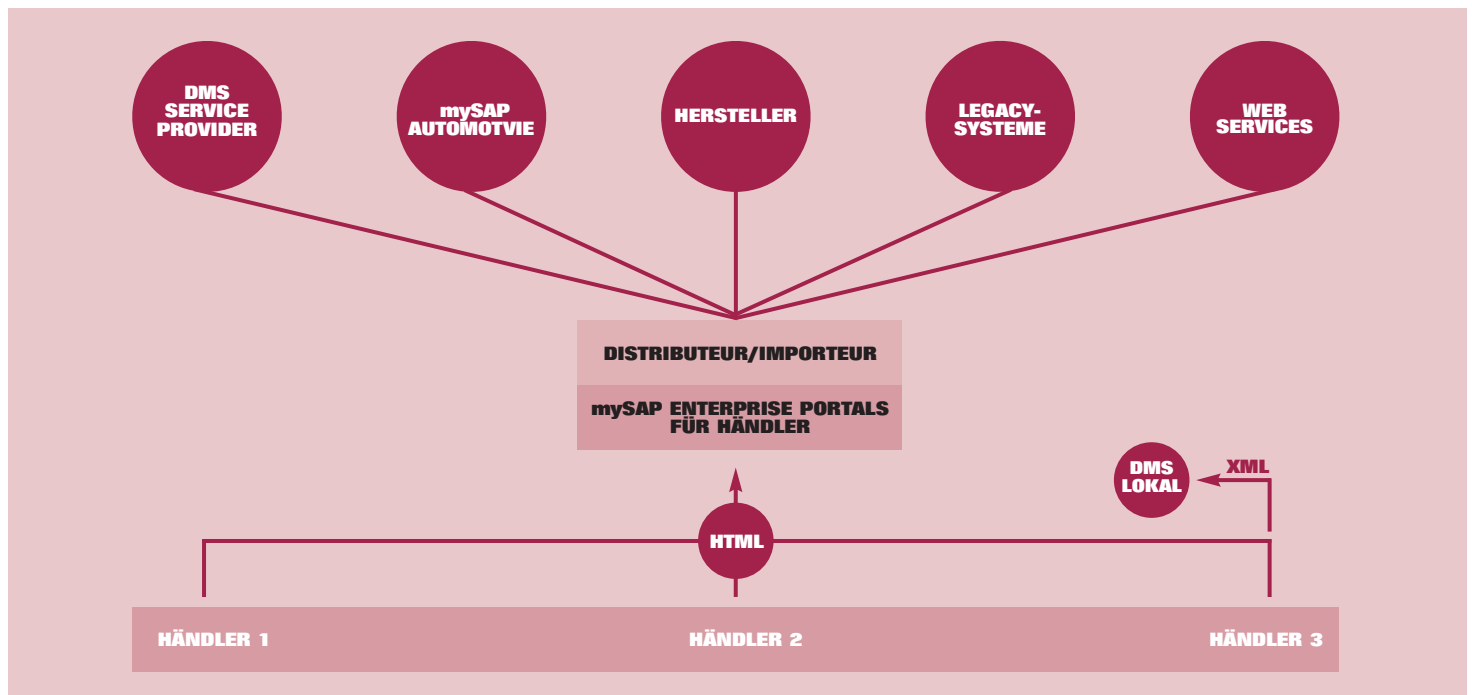 DMS
SERVICE
PROVIDER
mySAP
AUTOMOTVIE
HERSTELLER
LEGACY-
SYSTEME
WEB
SERVICES
DISTRIBUTEUR/IMPORTEUR
mySAP ENTERPRISE PORTALS
FÜR HÄNDLER
DMS
LOKAL
XML
HTML
HÄNDLER 1
HÄNDLER 2
HÄNDLER 3